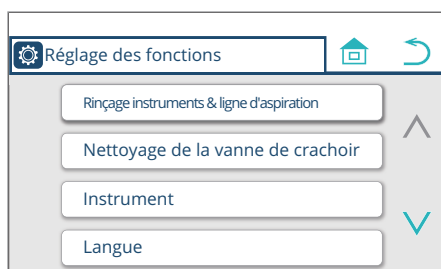 Réglage des fonctions
Rinçage instruments & ligne d'aspiration
Nettoyage de la vanne de crachoir
Instrument
Langue